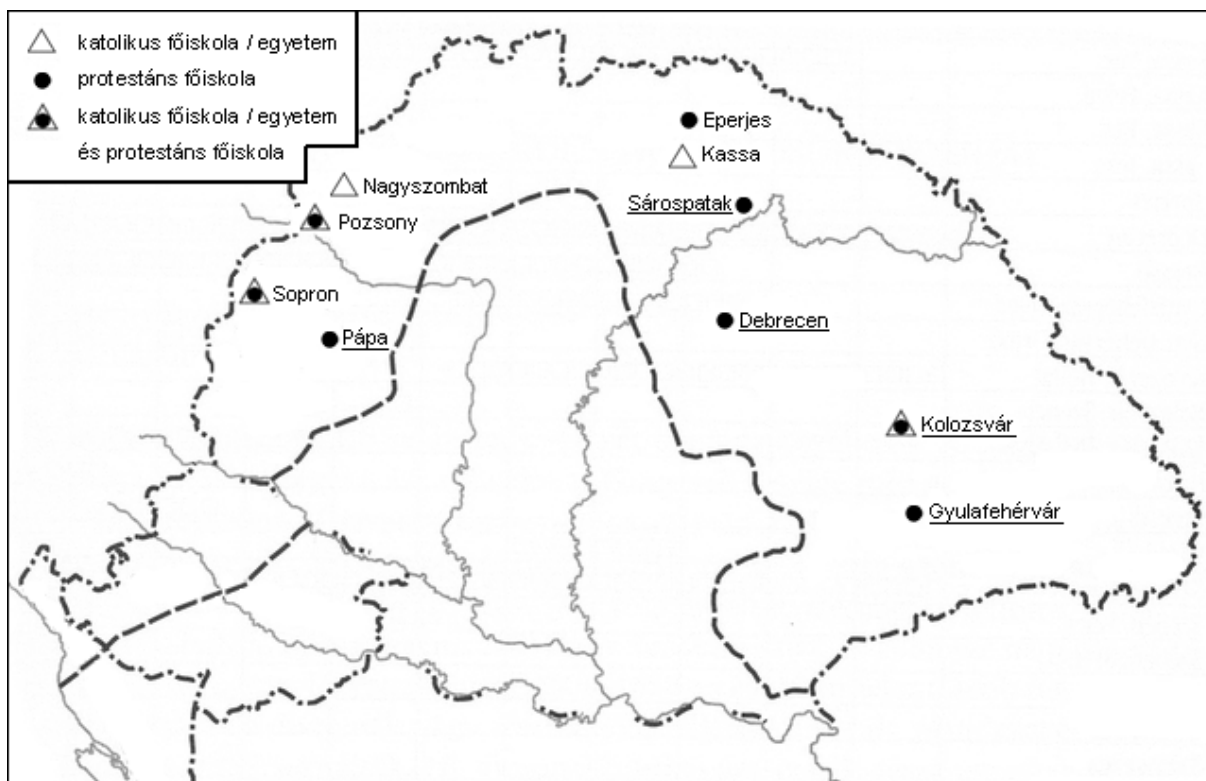 katolikus főiskola / egyetem
protestáns főiskola
katolikus főiskola / egyetem
és protestáns főiskola
Eperjes
Kassa
Nagyszombat
Sárospatak
Pozsony
Sopron
Debrecen
Pápa
Kolozsvár
Gyulafehérvár